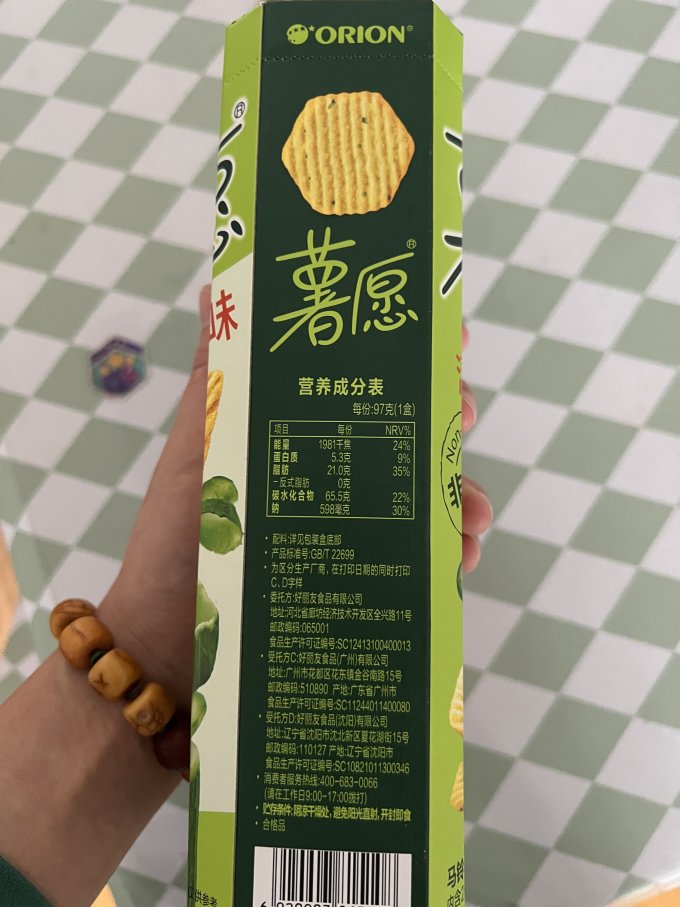 ORION®
薯愿®
营养成分表
每份:97克(1盒)
项目 每份 NRV%
能量 1981千焦 24%
蛋白质 5.3克 9%
脂肪 21.0克 35%
-反式脂肪 0克
碳水化合物 65.5克 22%
钠 598毫克 30%
· 配料:详见包装盒底部
· 产品标准号:GB/T 22699
· 为区分生产厂商,在打印日期的同时打印
C、D字样
· 委托方:好丽友食品有限公司
地址:河北省廊坊经济技术开发区全兴路11号
邮政编码:065001
食品生产许可证编号:SC12413100400013
· 受托方C:好丽友食品(广州)有限公司
地址:广州市花都区花东镇金谷南路15号
邮政编码:510890 产地:广东省广州市
食品生产许可证编号:SC11244011400080
· 受托方D:好丽友食品(沈阳)有限公司
地址:辽宁省沈阳市沈北新区夏花湖街15号
邮政编码:110127 产地:辽宁省沈阳市
食品生产许可证编号:SC10821011300346
· 消费者服务热线:400-683-0066
(请在工作日9:00-17:00拨打)
· 贮存条件:阴凉干燥处,避免阳光直射,开封即食
· 合格品
愿®
味
Non
非
马铃
仅供参考